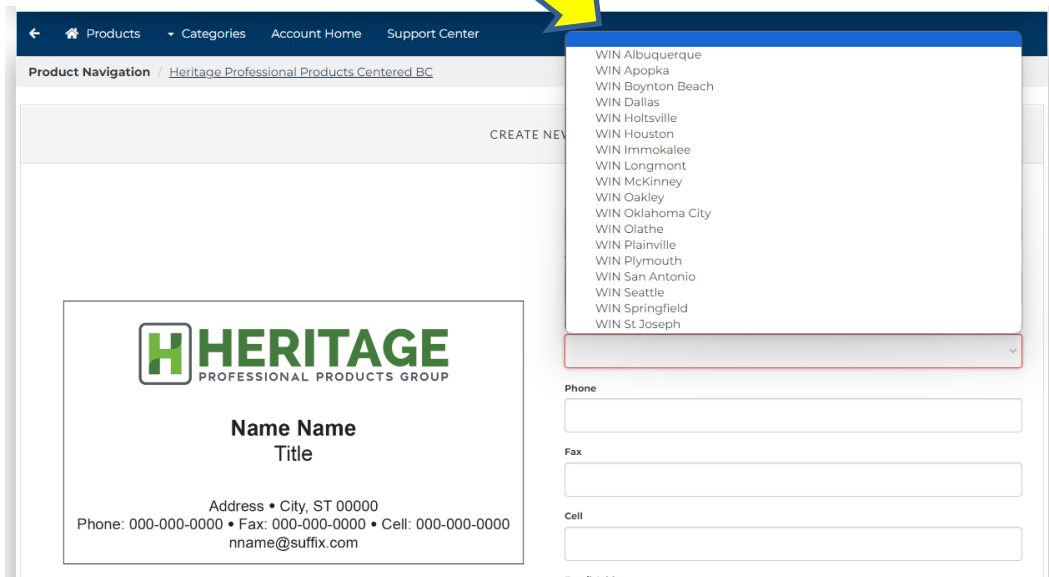 Products Categories Account Home Support Center
Product Navigation / Heritage Professional Products Centered BC
CREATE NEW
WIN Albuquerque
WIN Apopka
WIN Boynton Beach
WIN Dallas
WIN Holtsville
WIN Houston
WIN Immokalee
WIN Longmont
WIN McKinney
WIN Oakley
WIN Oklahoma City
WIN Olathe
WIN Plainville
WIN Plymouth
WIN San Antonio
WIN Seattle
WIN Springfield
WIN St Joseph
HERITAGE
PROFESSIONAL PRODUCTS GROUP
Name Name
Title
Address • City, ST 00000
Phone: 000-000-0000 • Fax: 000-000-0000 • Cell: 000-000-0000
nname@suffix.com
Phone
Fax
Cell